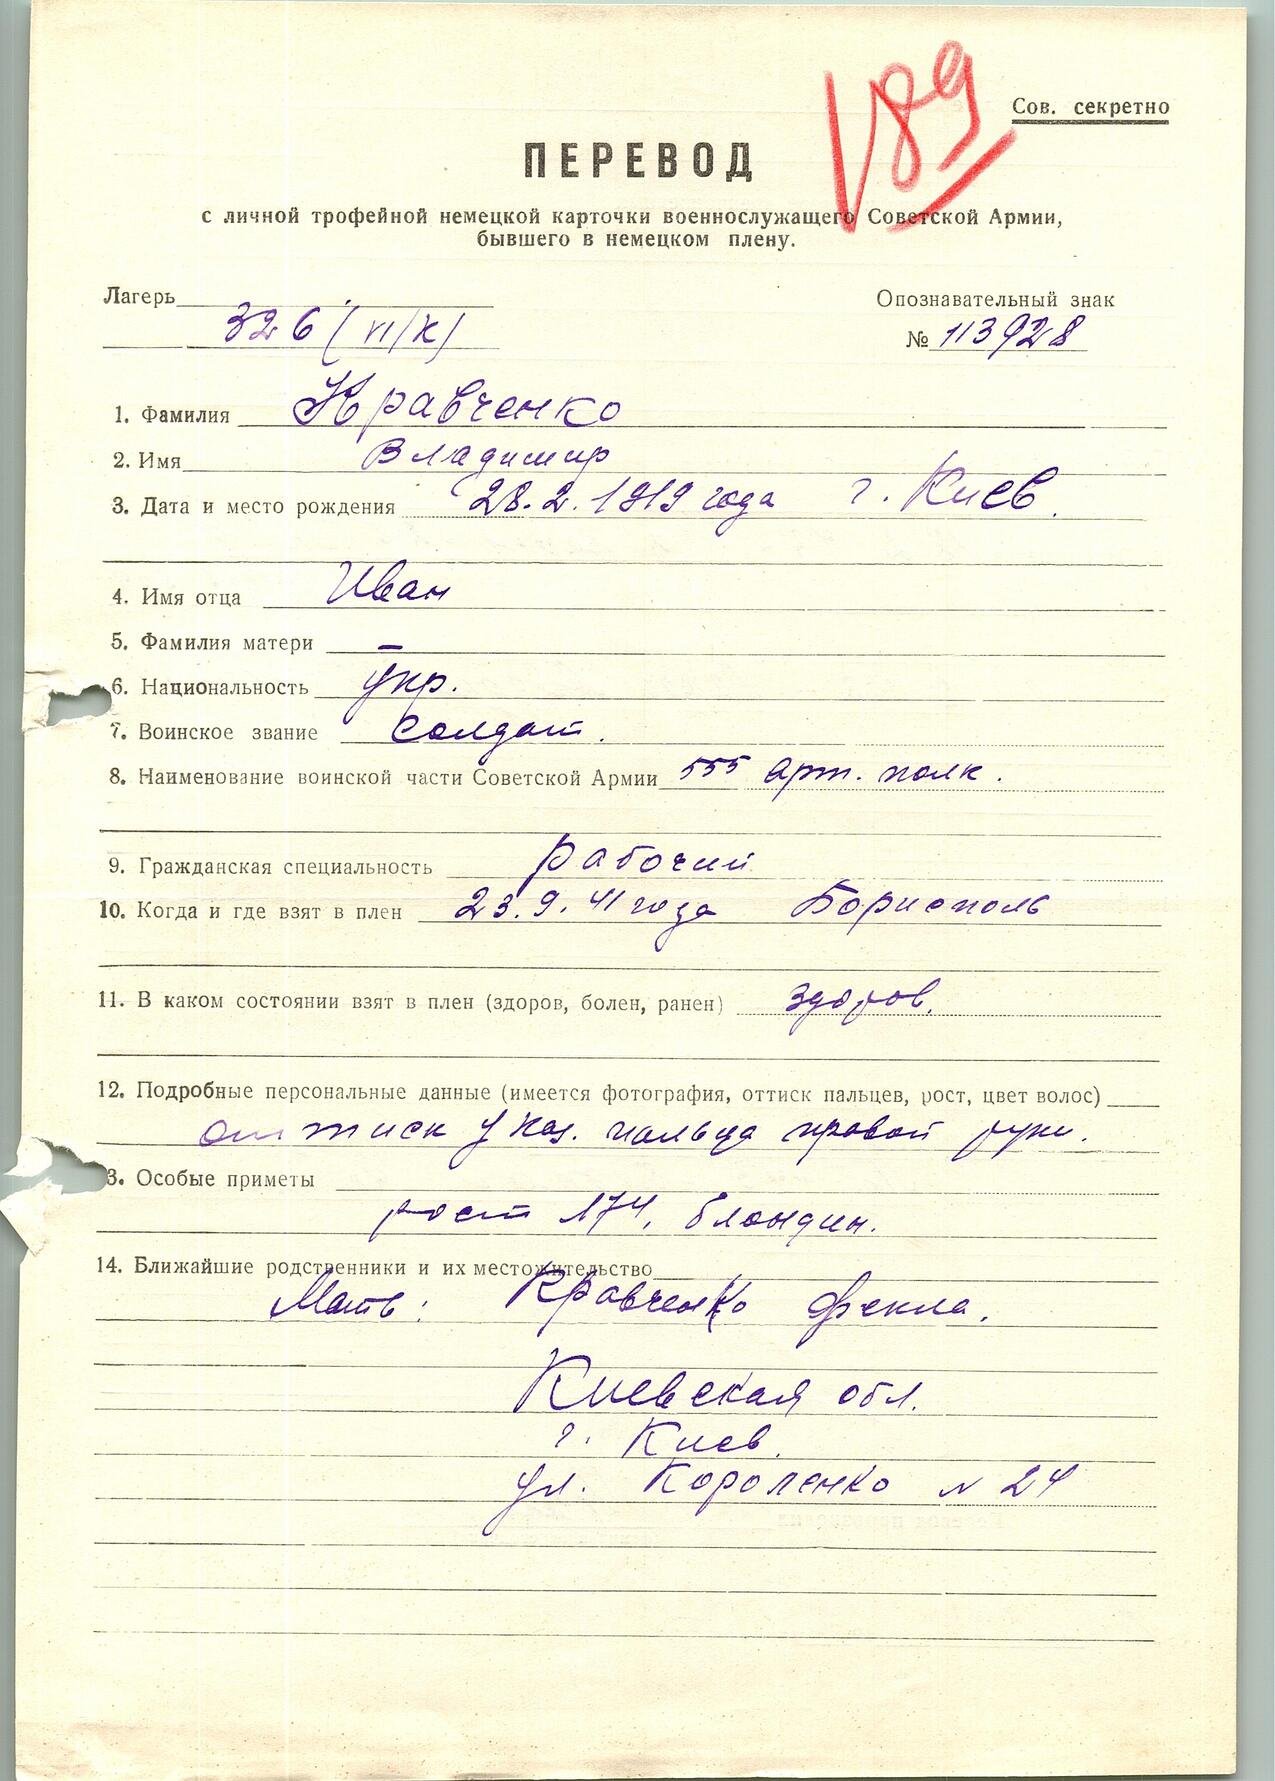 V89
Сов. секретно
ПЕРЕВОД
с личной трофейной немецкой карточки военнослужащего Советской Армии,
бывшего в немецком плену.
Лагерь
Опознавательный знак
326 (VI/K)
№ 113928
1. Фамилия Кравченко
2. Имя Владимир
3. Дата и место рождения 28.2.1919 года г. Киев.
4. Имя отца Иван
5. Фамилия матери —
6. Национальность укр.
7. Воинское звание солдат.
8. Наименование воинской части Советской Армии 555 арт. полк.
9. Гражданская специальность рабочий
10. Когда и где взят в плен 23.9.41 года Борисполь
11. В каком состоянии взят в плен (здоров, болен, ранен) здоров.
12. Подробные персональные данные (имеется фотография, оттиск пальцев, рост, цвет волос)
оттиск указ. пальца правой руки.
3. Особые приметы
рост 174, блондин.
14. Ближайшие родственники и их местожительство
Мать: Кравченко Фекла.
Киевская обл.
г. Киев.
ул. Короленко N 24